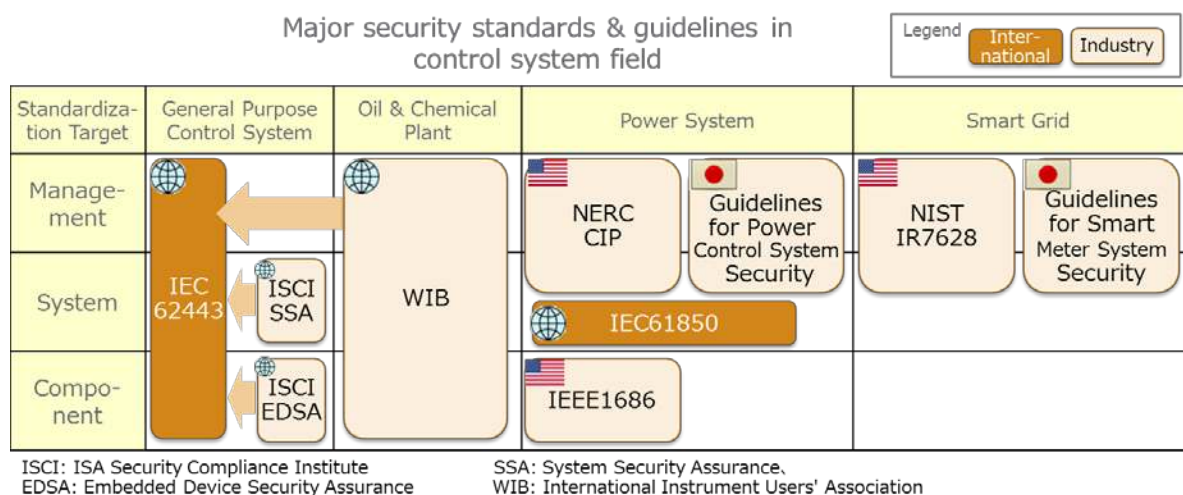 Major security standards & guidelines in
control system field
Legend
Inter-
national
Industry
Standardiza-
tion Target
General Purpose
Control System
Oil & Chemical
Plant
Power System
Smart Grid
Manage-
ment
System
Compo-
nent
IEC
62443
ISCI
SSA
ISCI
EDSA
WIB
NERC
CIP
Guidelines
for Power
Control System
Security
IEC61850
IEEE1686
NIST
IR7628
Guidelines
for Smart
Meter System
Security
ISCI: ISA Security Compliance Institute
SSA: System Security Assurance、
EDSA: Embedded Device Security Assurance
WIB: International Instrument Users' Association